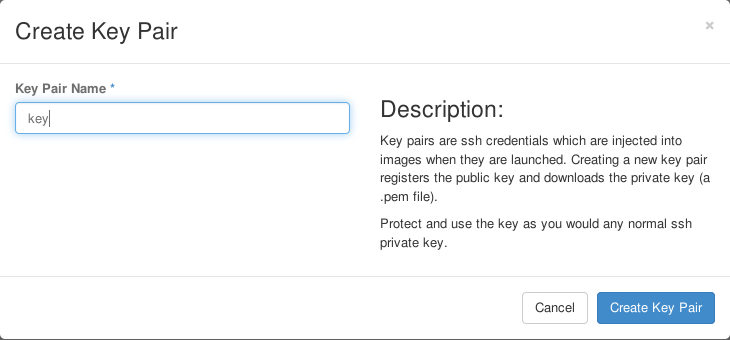 Create Key Pair
×
Key Pair Name *
key
Description:
Key pairs are ssh credentials which are injected into
images when they are launched. Creating a new key pair
registers the public key and downloads the private key (a
.pem file).
Protect and use the key as you would any normal ssh
private key.
Cancel
Create Key Pair